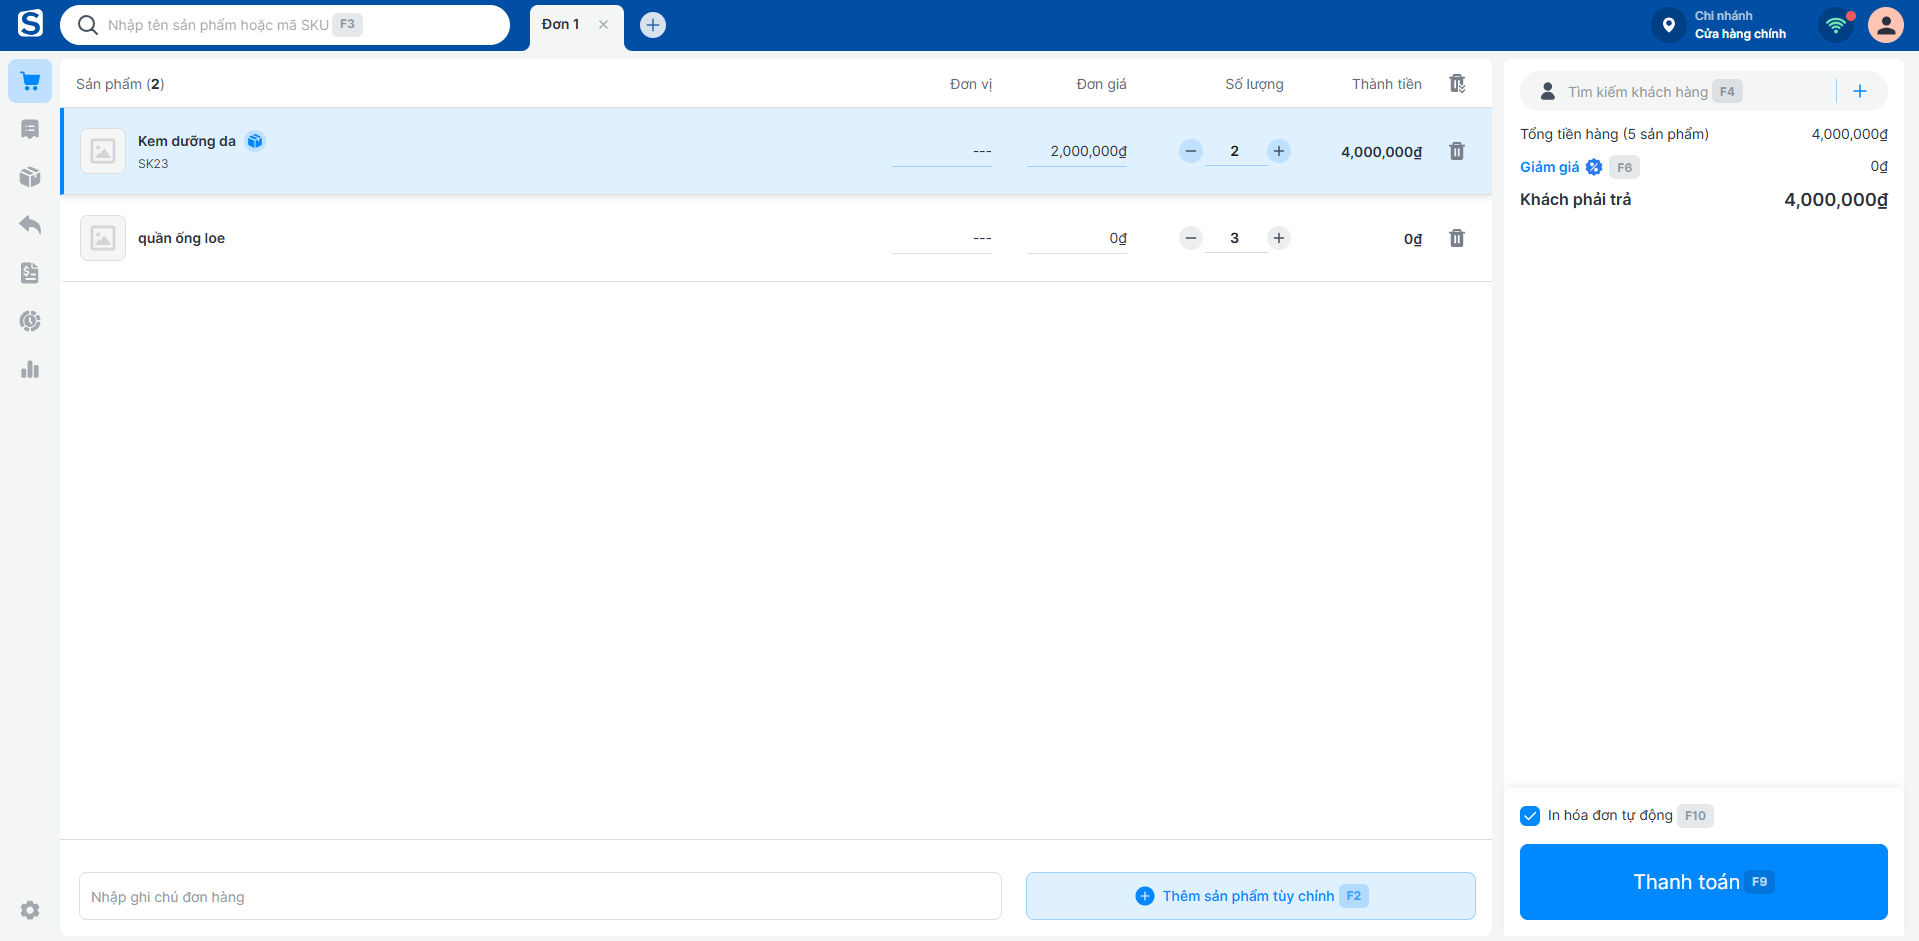 S
Nhập tên sản phẩm hoặc mã SKU F3
Đơn 1
Chi nhánh
Cửa hàng chính
Sản phẩm (2) Đơn vị Đơn giá Số lượng Thành tiền
Kem dưỡng da
SK23
--- 2,000,000₫ 2 4,000,000₫
quần ống loe --- 0₫ 3 0₫
Nhập ghi chú đơn hàng
Thêm sản phẩm tùy chỉnh F2
Tìm kiếm khách hàng F4
Tổng tiền hàng (5 sản phẩm) 4,000,000₫
Giảm giá F6 0₫
Khách phải trả 4,000,000₫
In hóa đơn tự động F10
Thanh toán F9